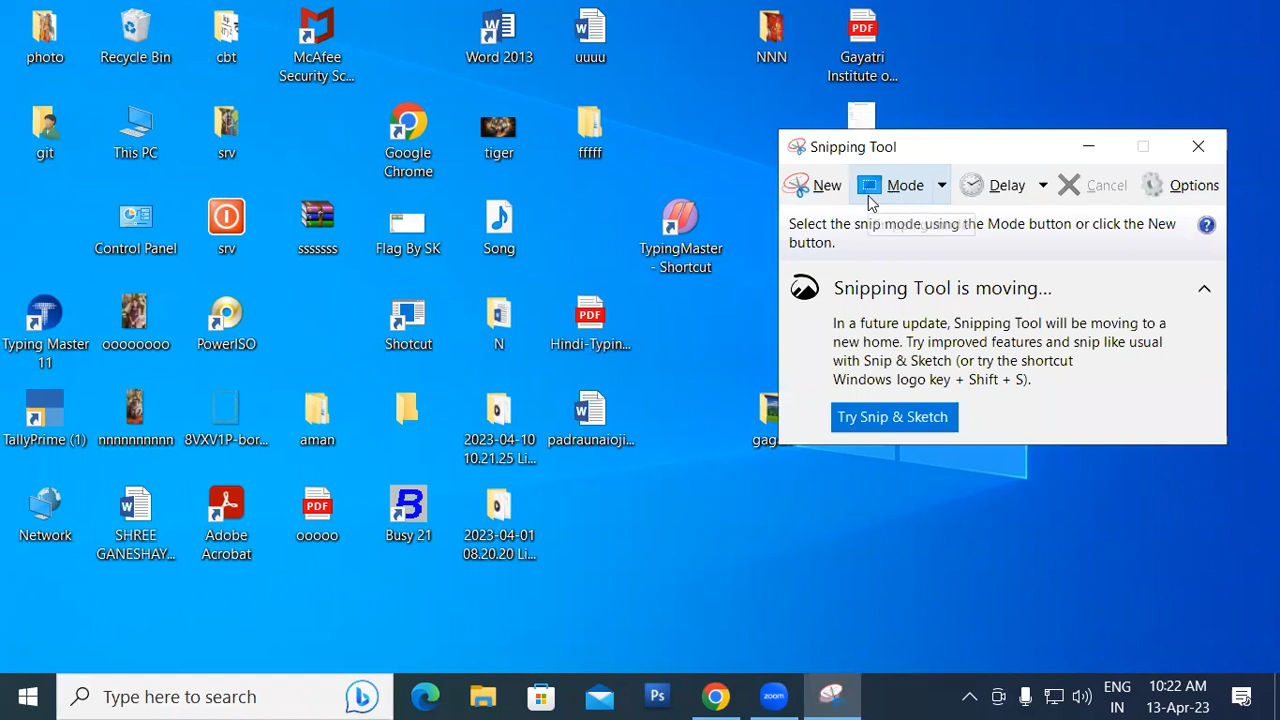 photo
Recycle Bin
cbt
McAfee
Security Sc...
Word 2013
uuuu
NNN
PDF
Gayatri
Institute o...
git
This PC
srv
Google
Chrome
tiger
fffff
Control Panel
srv
sssssss
Flag By SK
Song
TypingMaster
- Shortcut
Typing Master
11
oooooooo
PowerISO
Shotcut
N
PDF
Hindi-Typin...
TallyPrime (1)
nnnnnnnnnn
8VXV1P-bor...
aman
2023-04-10
10.21.25 Li...
padraunaioji...
gaga
Network
SHREE
GANESHAY...
Adobe
Acrobat
PDF
ooooo
Busy 21
2023-04-01
08.20.20 Li...
Snipping Tool
New
Mode
Delay
Cancel
Options
Select the snip mode using the Mode button or click the New
button.
Snipping Tool is moving...
In a future update, Snipping Tool will be moving to a
new home. Try improved features and snip like usual
with Snip & Sketch (or try the shortcut
Windows logo key + Shift + S).
Try Snip & Sketch
Type here to search
Ps
zoom
ENG
IN
10:22 AM
13-Apr-23